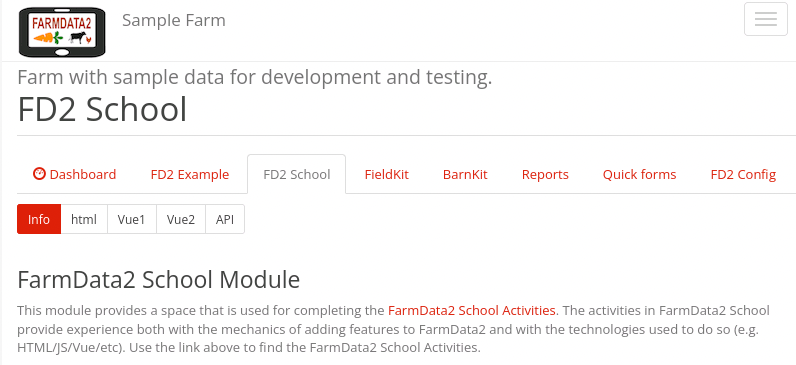 FARMDATA2
Sample Farm
Farm with sample data for development and testing.
FD2 School
Dashboard FD2 Example FD2 School FieldKit BarnKit Reports Quick forms FD2 Config
Info html Vue1 Vue2 API
FarmData2 School Module
This module provides a space that is used for completing the FarmData2 School Activities. The activities in FarmData2 School
provide experience both with the mechanics of adding features to FarmData2 and with the technologies used to do so (e.g.
HTML/JS/Vue/etc). Use the link above to find the FarmData2 School Activities.